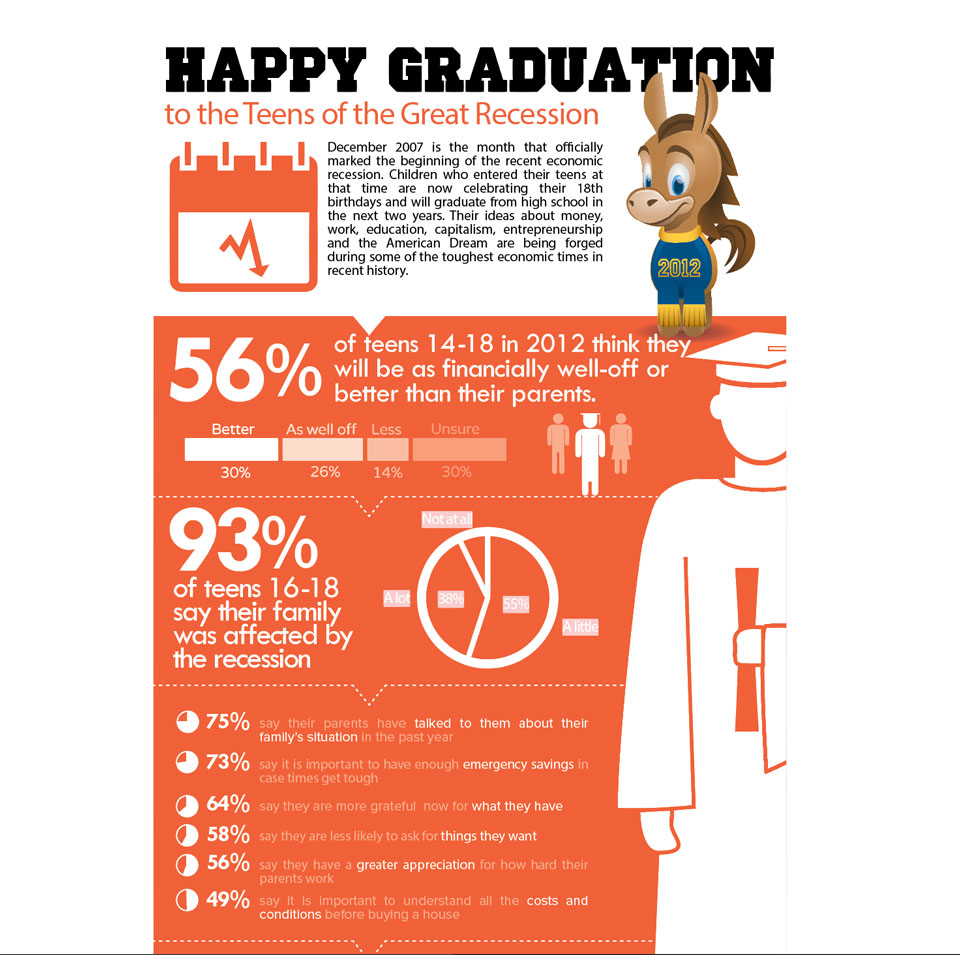 HAPPY GRADUATION
to the Teens of the Great Recession
December 2007 is the month that officially
marked the beginning of the recent economic
recession. Children who entered their teens at
that time are now celebrating their 18th
birthdays and will graduate from high school in
the next two years. Their ideas about money,
work, education, capitalism, entrepreneurship
and the American Dream are being forged
during some of the toughest economic times in
recent history.
2012
56%
of teens 14-18 in 2012 think they
will be as financially well-off or
better than their parents.
Better As well off Less Unsure
30% 26% 14% 30%
93%
of teens 16-18
say their family
was affected by
the recession
Not at all
A lot 38% 55%
A little
75% say their parents have talked to them about their
family's situation in the past year
73% say it is important to have enough emergency savings in
case times get tough
64% say they are more grateful now for what they have
58% say they are less likely to ask for things they want
56% say they have a greater appreciation for how hard their
parents work
49% say it is important to understand all the costs and
conditions before buying a house